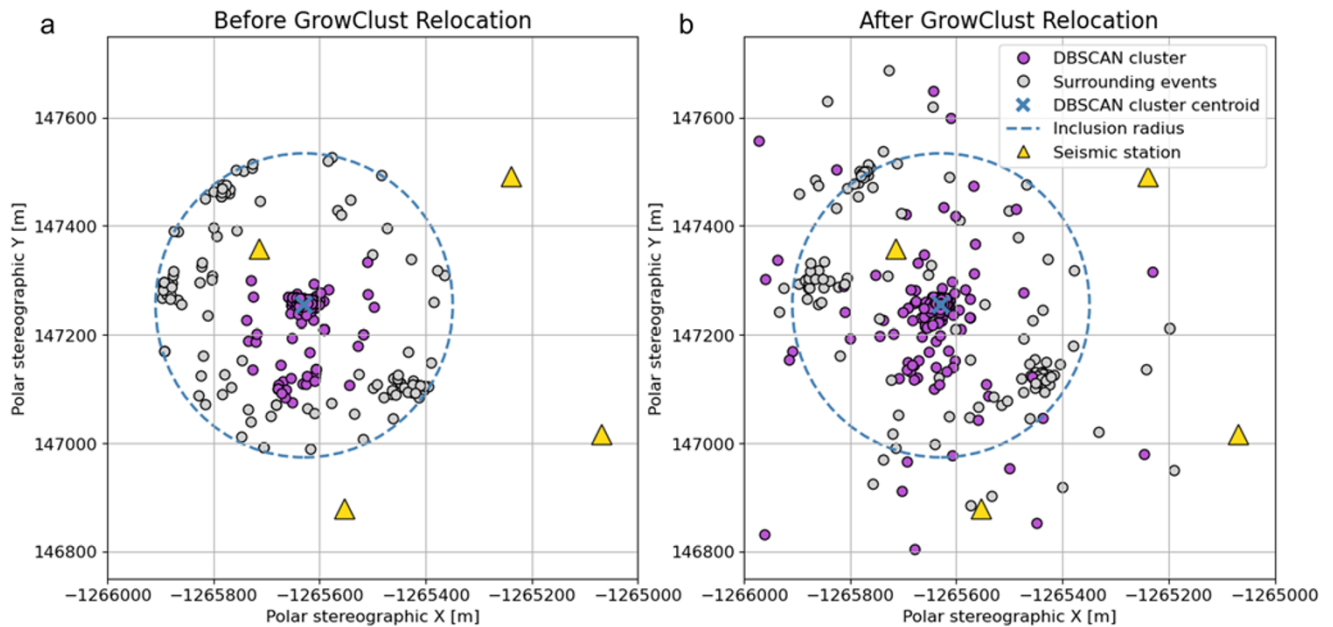 a
Before GrowClust Relocation
147600
147400
147200
147000
146800
Polar stereographic Y [m]
−1266000
−1265800
−1265600
−1265400
−1265200
−1265000
Polar stereographic X [m]
b
After GrowClust Relocation
DBSCAN cluster
Surrounding events
DBSCAN cluster centroid
Inclusion radius
Seismic station
147600
147400
147200
147000
146800
Polar stereographic Y [m]
−1266000
−1265800
−1265600
−1265400
−1265200
−1265000
Polar stereographic X [m]